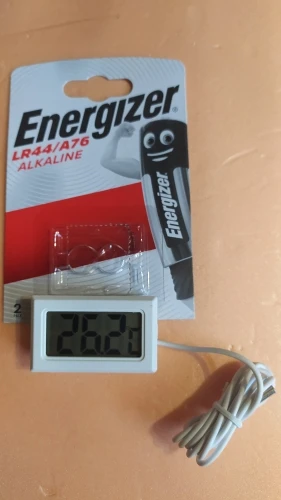 Energizer
LR44/A76
ALKALINE
Energizer
2
26.2C